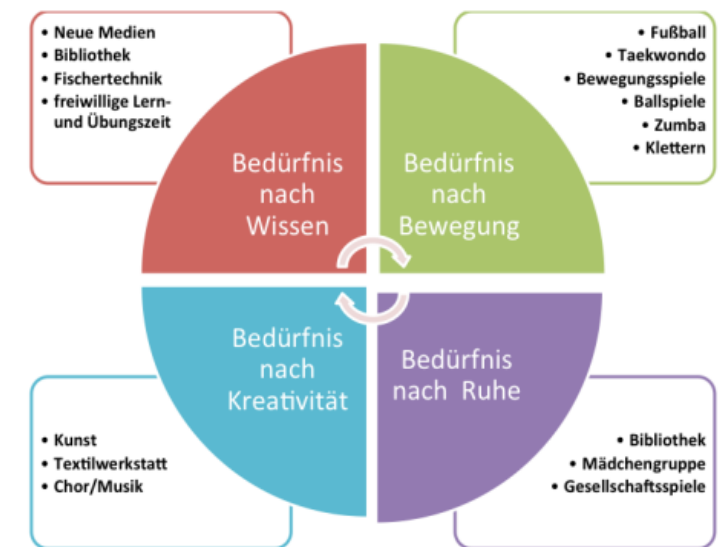 • Neue Medien
• Bibliothek
• Fischertechnik
• freiwillige Lern-
und Übungszeit
• Fußball
• Taekwondo
• Bewegungsspiele
• Ballspiele
• Zumba
• Klettern
Bedürfnis
nach
Wissen
Bedürfnis
nach
Bewegung
Bedürfnis
nach
Kreativität
Bedürfnis
nach Ruhe
• Kunst
• Textilwerkstatt
• Chor/Musik
• Bibliothek
• Mädchengruppe
• Gesellschaftsspiele